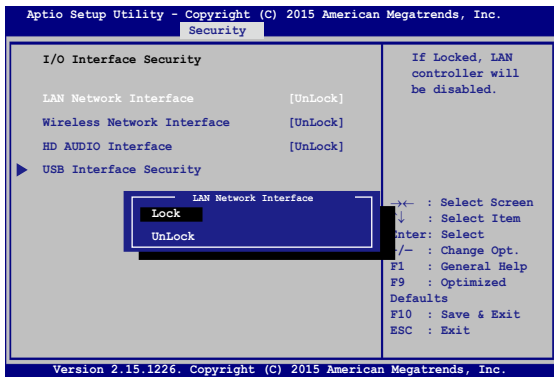 Aptio Setup Utility - Copyright (C) 2015 American Megatrends, Inc.
Security
I/O Interface Security
LAN Network Interface [UnLock]
Wireless Network Interface [UnLock]
HD AUDIO Interface [UnLock]
USB Interface Security
If Locked, LAN
controller will
be disabled.
LAN Network Interface
Lock
UnLock
→← : Select Screen
↓ : Select Item
nter: Select
/— : Change Opt.
F1 : General Help
F9 : Optimized
Defaults
F10 : Save & Exit
ESC : Exit
Version 2.15.1226. Copyright (C) 2015 American Megatrends, Inc.